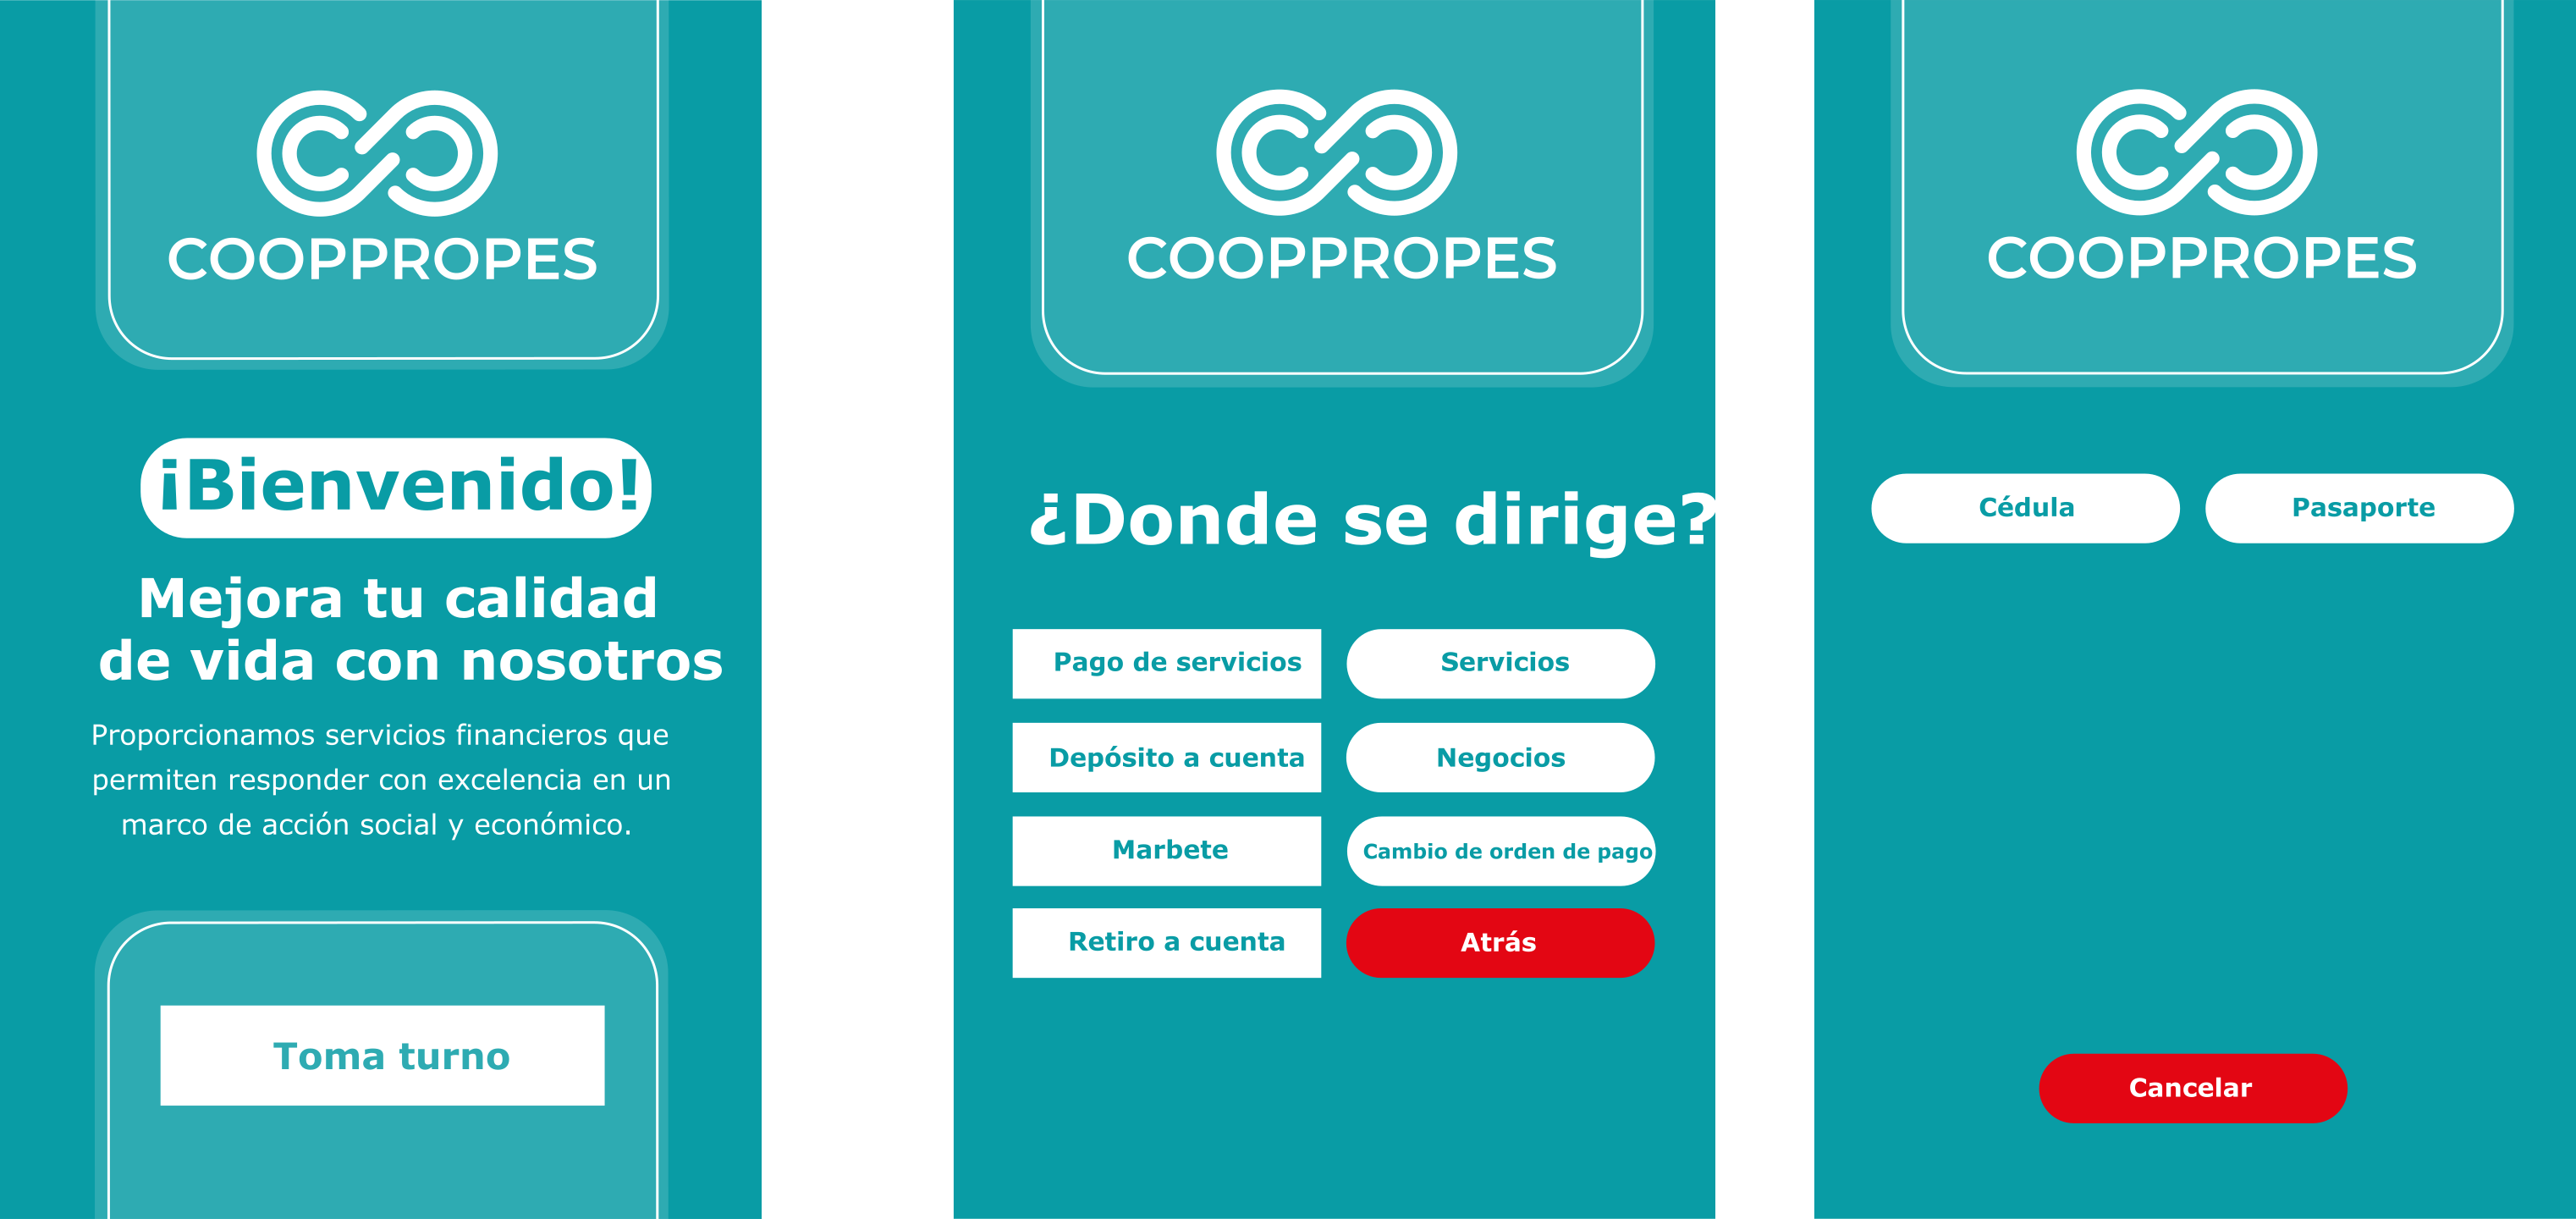 COOPPROPES
¡Bienvenido!
Mejora tu calidad
de vida con nosotros
Proporcionamos servicios financieros que
permiten responder con excelencia en un
marco de acción social y económico.
Toma turno
COOPPROPES
¿Donde se dirige?
Pago de servicios
Servicios
Depósito a cuenta
Negocios
Marbete
Cambio de orden de pago
Retiro a cuenta
Atrás
COOPPROPES
Cédula
Pasaporte
Cancelar